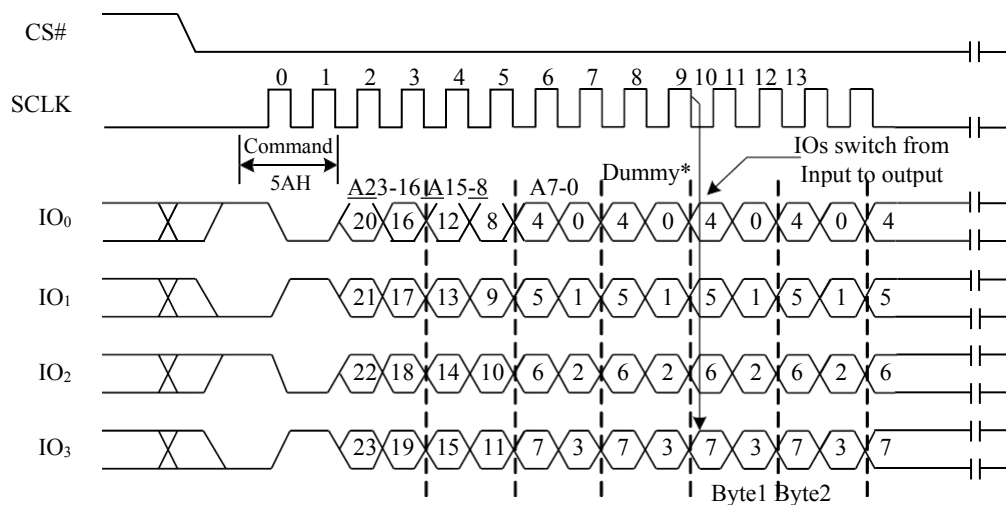 CS#
0 1 2 3 4 5 6 7 8 9 10 11 12 13
SCLK
Command
5AH
IOs switch from
Input to output
A23-16 A15-8 A7-0 Dummy*
IO0 20 16 12 8 4 0 4 0 4 0 4 0 4
IO1 21 17 13 9 5 1 5 1 5 1 5 1 5
IO2 22 18 14 10 6 2 6 2 6 2 6 2 6
IO3 23 19 15 11 7 3 7 3 7 3 7 3 7
Byte1 Byte2